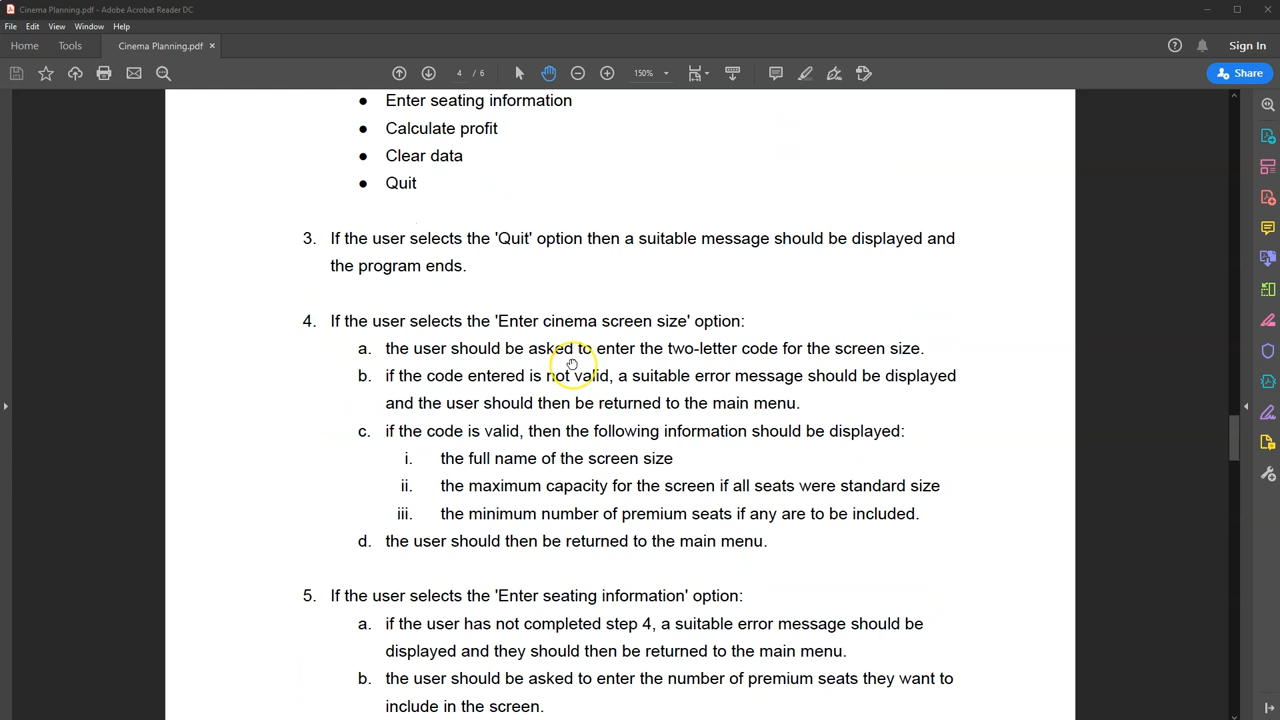 Cinema Planning.pdf - Adobe Acrobat Reader DC
File Edit View Window Help
Home Tools Cinema Planning.pdf × Sign In
4 / 6 150% Share
● Enter seating information
● Calculate profit
● Clear data
● Quit
3. If the user selects the 'Quit' option then a suitable message should be displayed and
the program ends.
4. If the user selects the 'Enter cinema screen size' option:
a. the user should be asked to enter the two-letter code for the screen size.
b. if the code entered is not valid, a suitable error message should be displayed
and the user should then be returned to the main menu.
c. if the code is valid, then the following information should be displayed:
i. the full name of the screen size
ii. the maximum capacity for the screen if all seats were standard size
iii. the minimum number of premium seats if any are to be included.
d. the user should then be returned to the main menu.
5. If the user selects the 'Enter seating information' option:
a. if the user has not completed step 4, a suitable error message should be
displayed and they should then be returned to the main menu.
b. the user should be asked to enter the number of premium seats they want to
include in the screen.